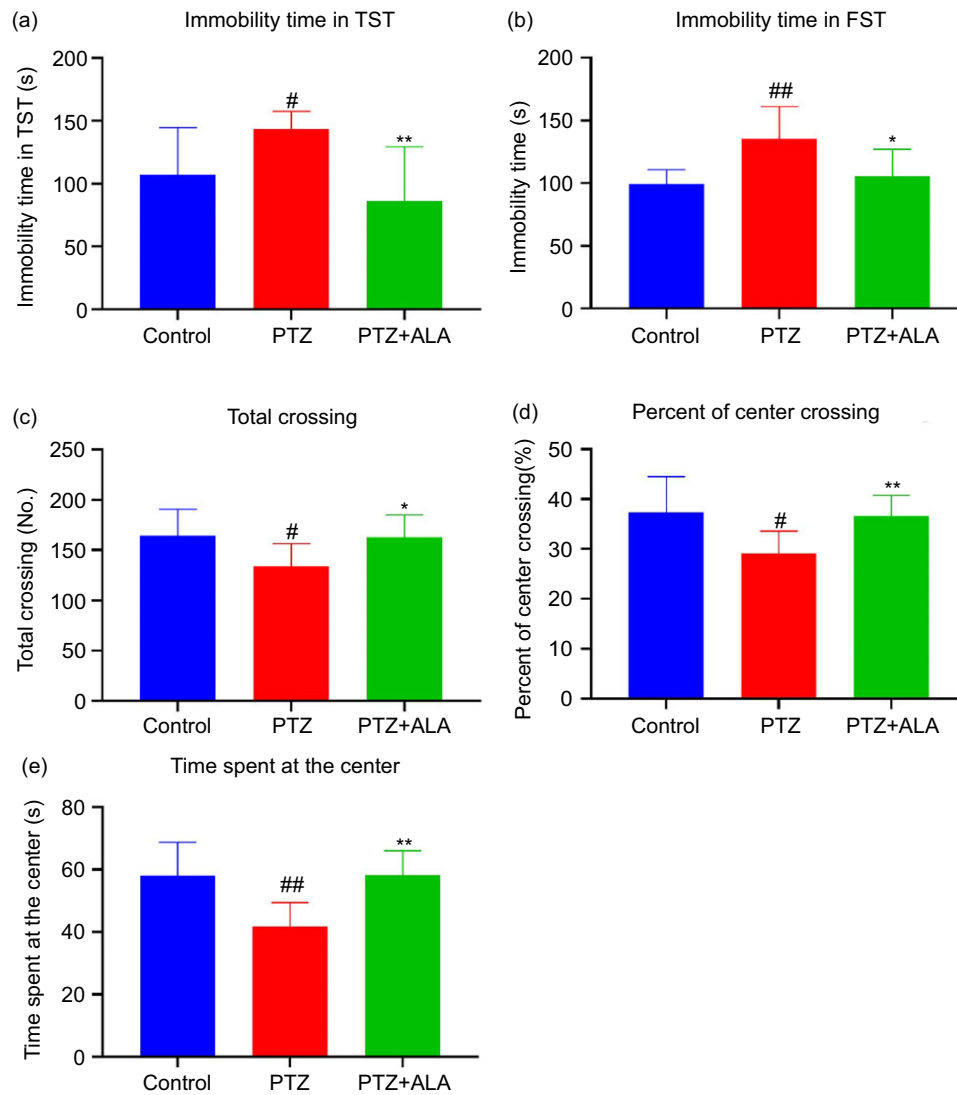 (a) Immobility time in TST
Immobility time in TST (s)
200
150
100
50
0
#
**
Control PTZ PTZ+ALA
(b) Immobility time in FST
Immobility time (s)
200
150
100
50
0
##
*
Control PTZ PTZ+ALA
(c) Total crossing
Total crossing (No.)
250
200
150
100
50
0
#
*
Control PTZ PTZ+ALA
(d) Percent of center crossing
Percent of center crossing(%)
50
40
30
20
10
0
#
**
Control PTZ PTZ+ALA
(e) Time spent at the center
Time spent at the center (s)
80
60
40
20
0
##
**
Control PTZ PTZ+ALA